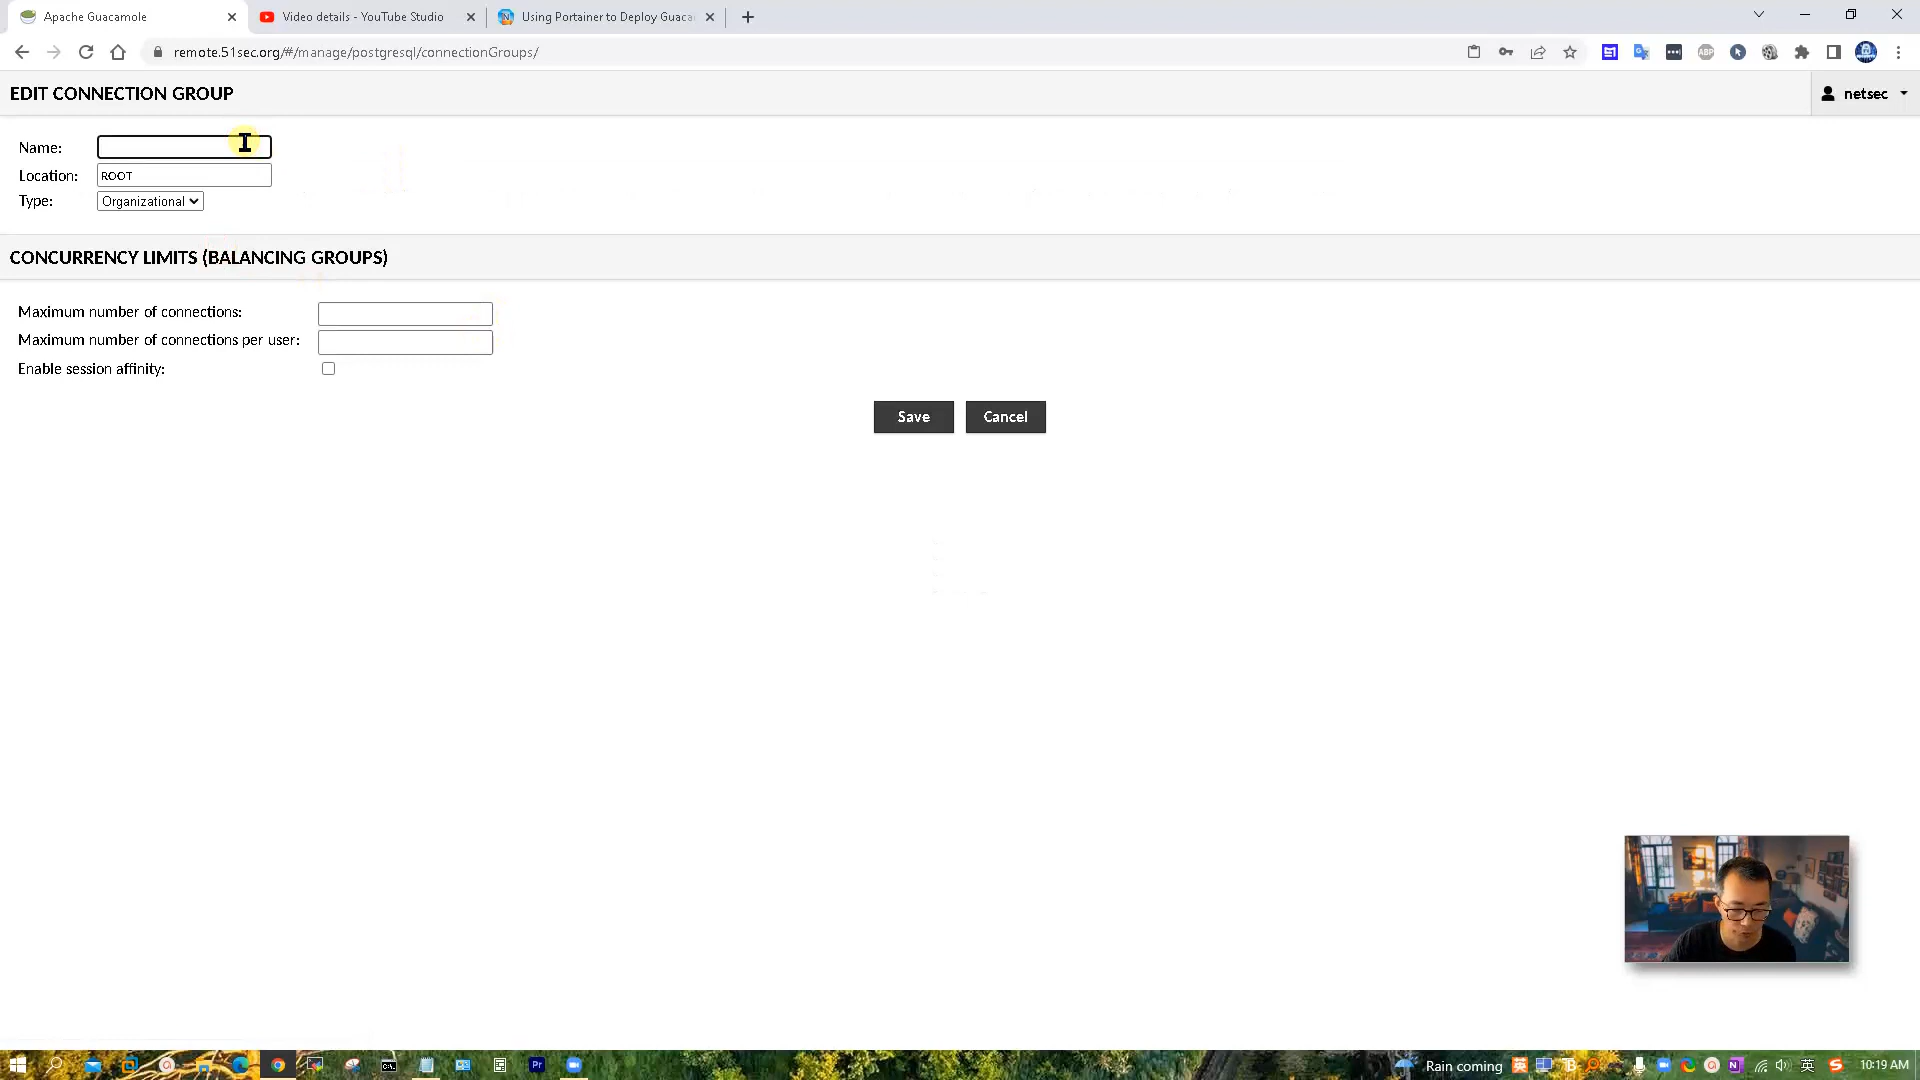 Apache Guacamole
Video details - YouTube Studio
Using Portainer to Deploy Guaca
remote.51sec.org/#/manage/postgresql/connectionGroups/
EDIT CONNECTION GROUP
netsec
Name:
Location:
ROOT
Type:
Organizational
CONCURRENCY LIMITS (BALANCING GROUPS)
Maximum number of connections:
Maximum number of connections per user:
Enable session affinity:
Save
Cancel
Rain coming
英
10:19 AM